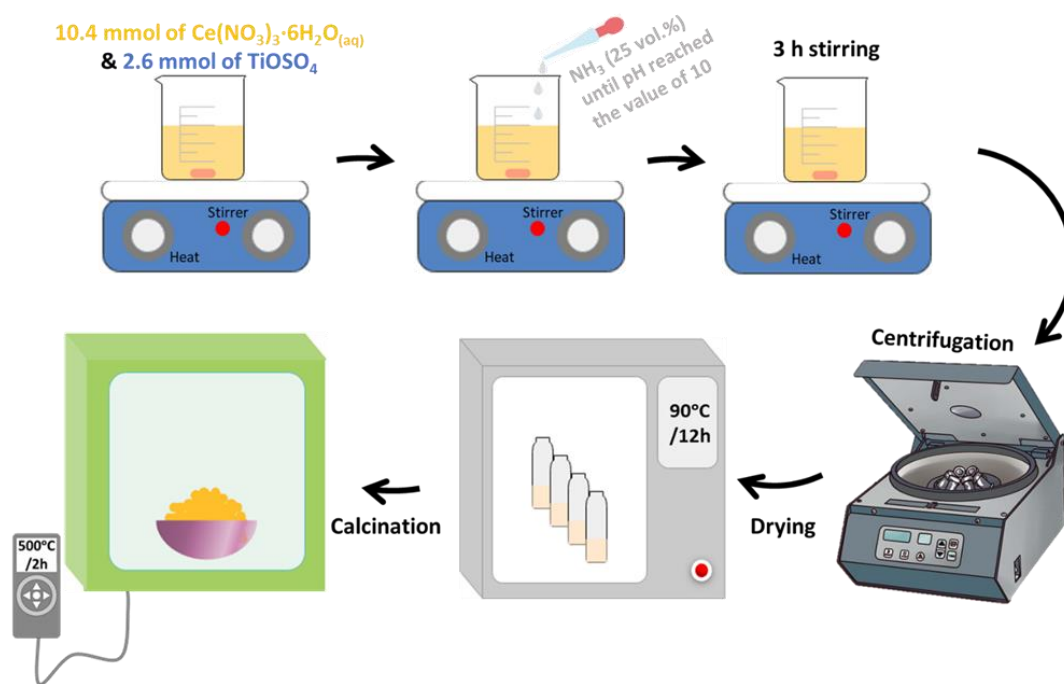 10.4 mmol of Ce(NO₃)₃·6H₂O₍aq₎
& 2.6 mmol of TiOSO₄
NH₃ (25 vol.%)
until pH reached
the value of 10
3 h stirring
Stirrer
Heat
Stirrer
Heat
Stirrer
Heat
Centrifugation
90°C
/12h
Drying
Calcination
500°C
/2h